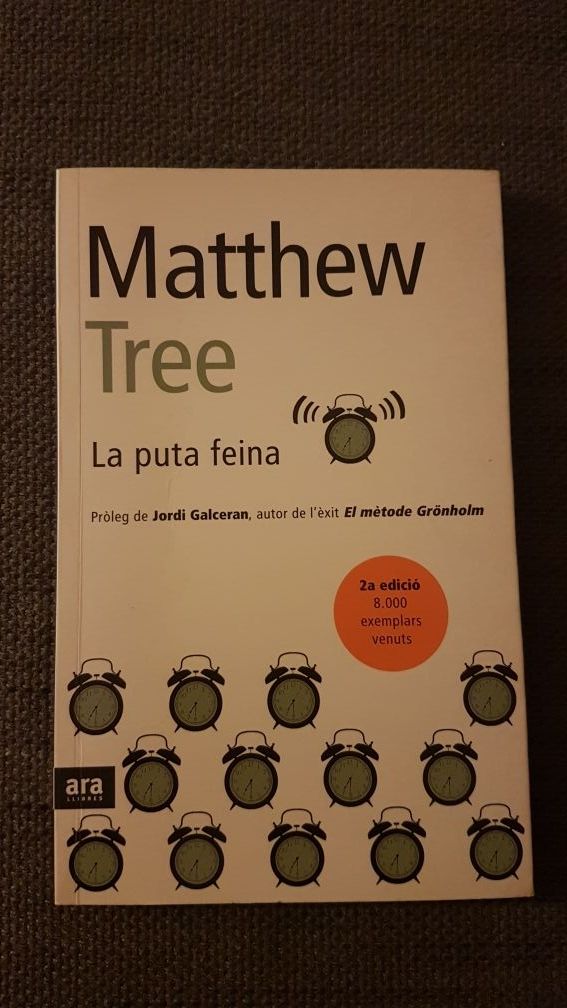 Matthew
Tree
La puta feina
Pròleg de Jordi Galceran, autor de l'èxit El mètode Grönholm
2a edició
8.000
exemplars
venuts
ara
LLIBRES